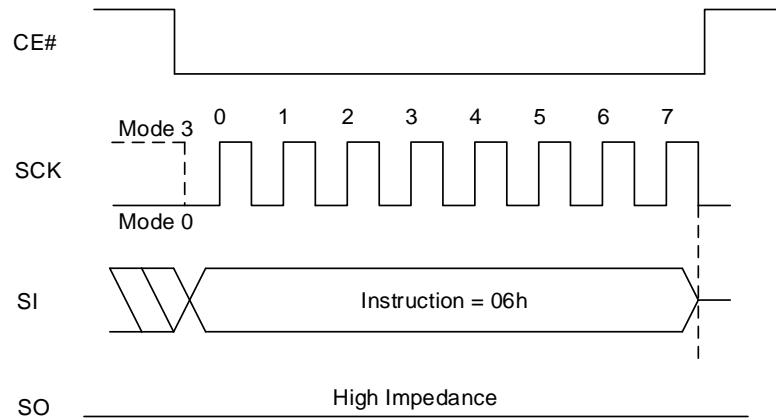 CE#
0 1 2 3 4 5 6 7
Mode 3
SCK
Mode 0
SI
Instruction = 06h
High Impedance
SO